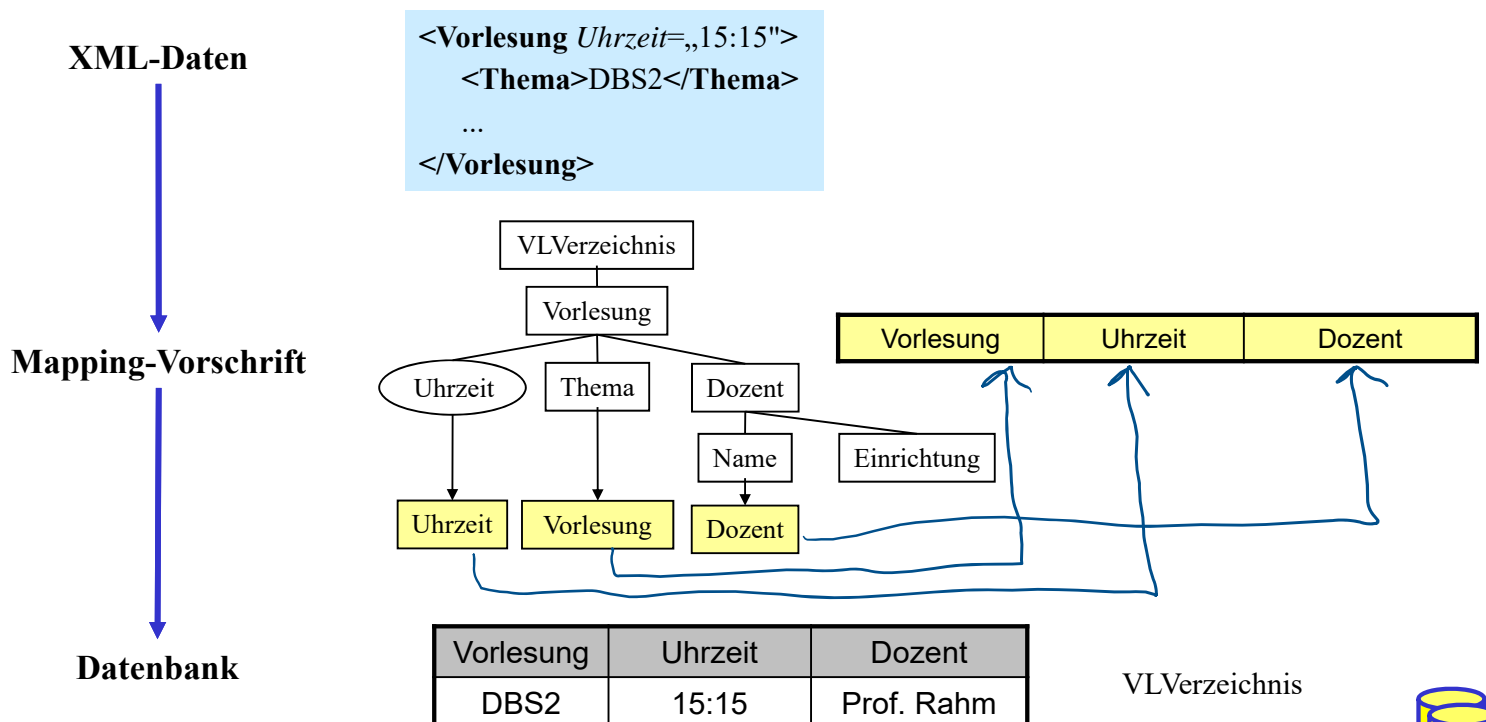 XML-Daten
<Vorlesung Uhrzeit=„15:15">
<Thema>DBS2</Thema>
...
</Vorlesung>
Mapping-Vorschrift
VLVerzeichnis
Vorlesung
Uhrzeit Thema Dozent
Name Einrichtung
Uhrzeit Vorlesung Dozent
Vorlesung Uhrzeit Dozent
Datenbank
Vorlesung Uhrzeit Dozent
DBS2 15:15 Prof. Rahm
VLVerzeichnis